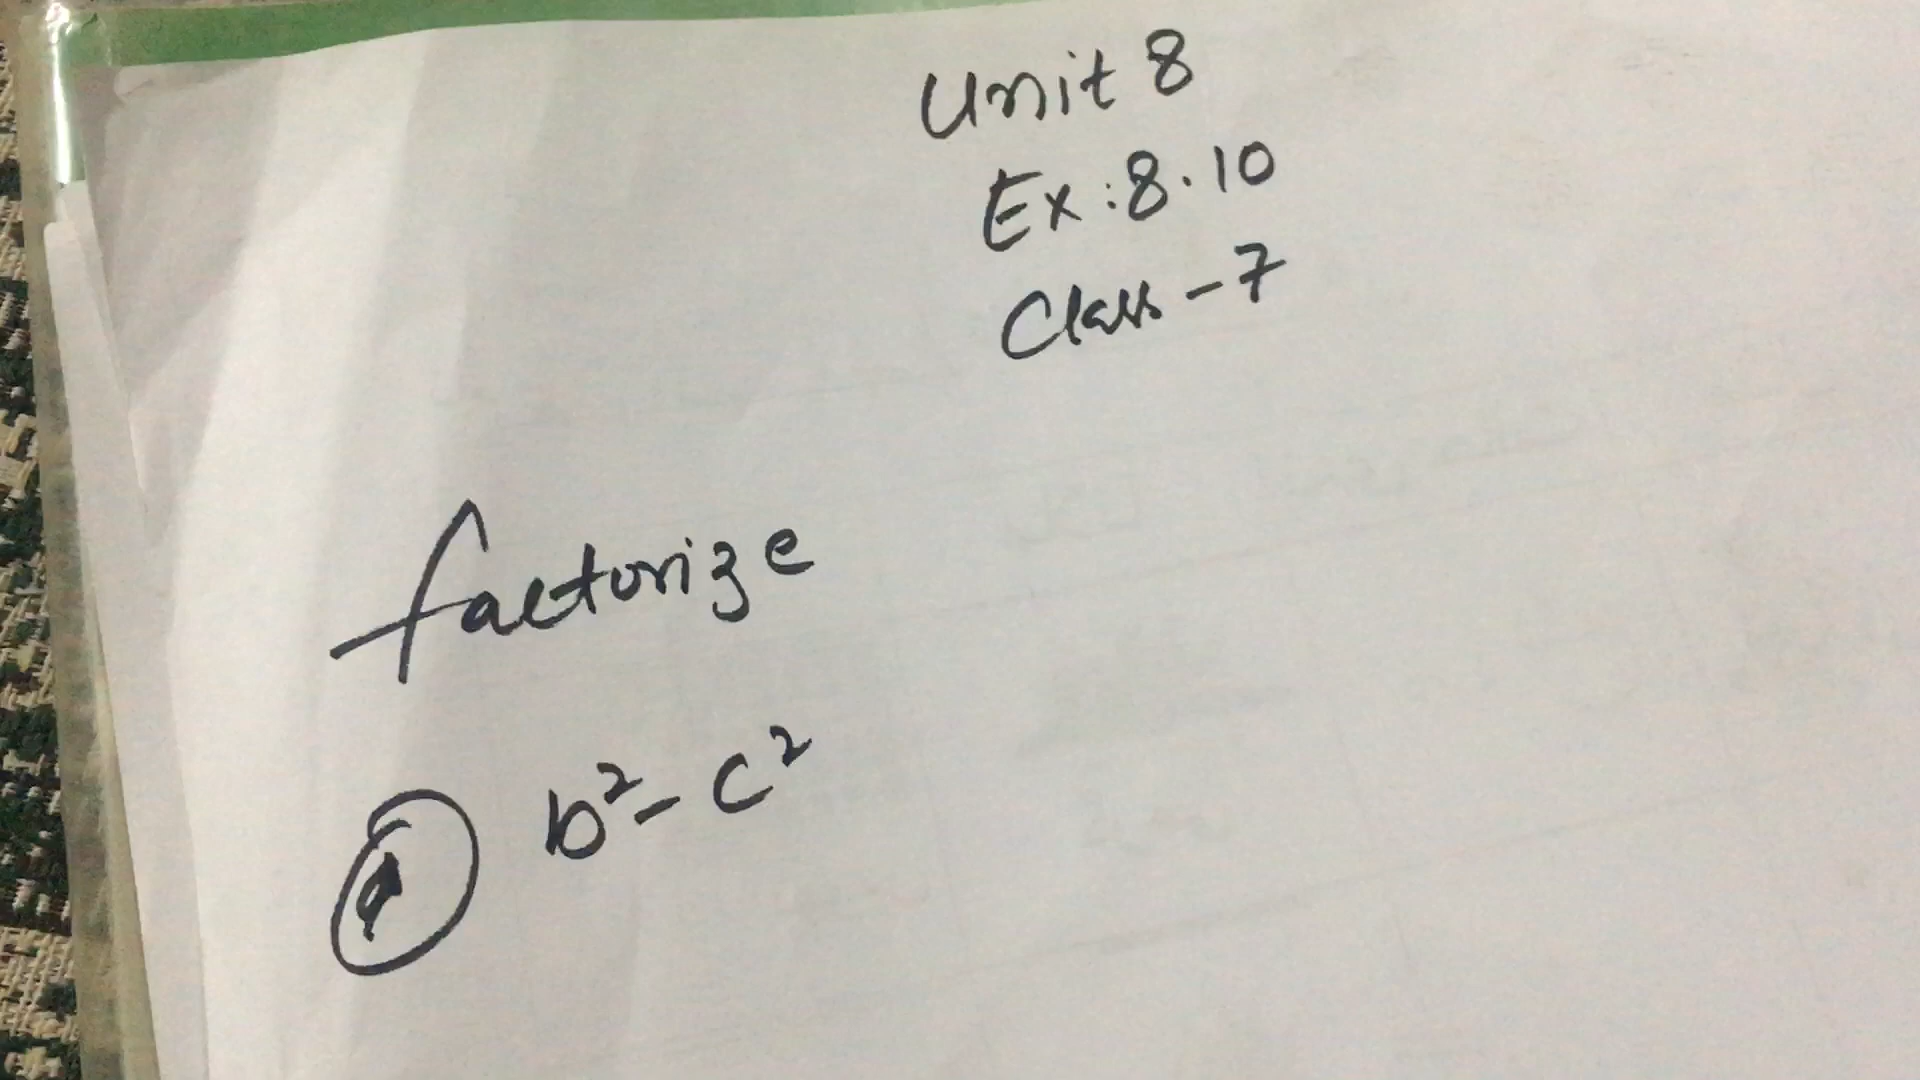 Unit 8
Ex : 8.10
Class - 7
factorize
b² - c²